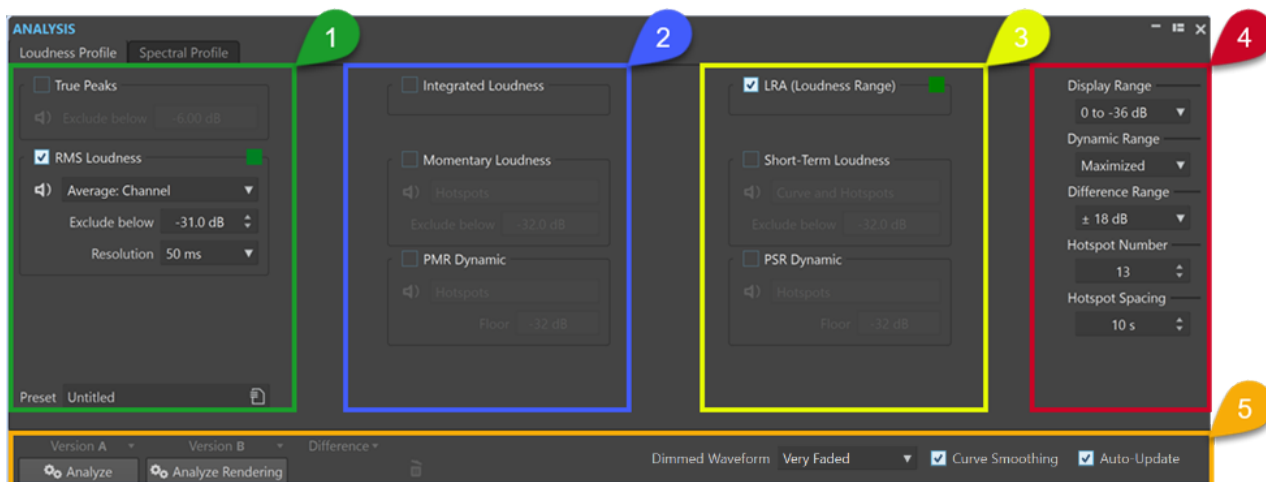 ANALYSIS
Loudness Profile
Spectral Profile
1
2
3
4
5
True Peaks
Exclude below -6.00 dB
RMS Loudness
Average: Channel
Exclude below -31.0 dB
Resolution 50 ms
Preset Untitled
Integrated Loudness
Momentary Loudness
Hotspots
Exclude below -32.0 dB
PMR Dynamic
Hotspots
Floor -32 dB
LRA (Loudness Range)
Short-Term Loudness
Curve and Hotspots
Exclude below -32.0 dB
PSR Dynamic
Hotspots
Floor -32 dB
Display Range
0 to -36 dB
Dynamic Range
Maximized
Difference Range
± 18 dB
Hotspot Number
13
Hotspot Spacing
10 s
Version A
Version B
Difference
Analyze
Analyze Rendering
Dimmed Waveform Very Faded
Curve Smoothing
Auto-Update